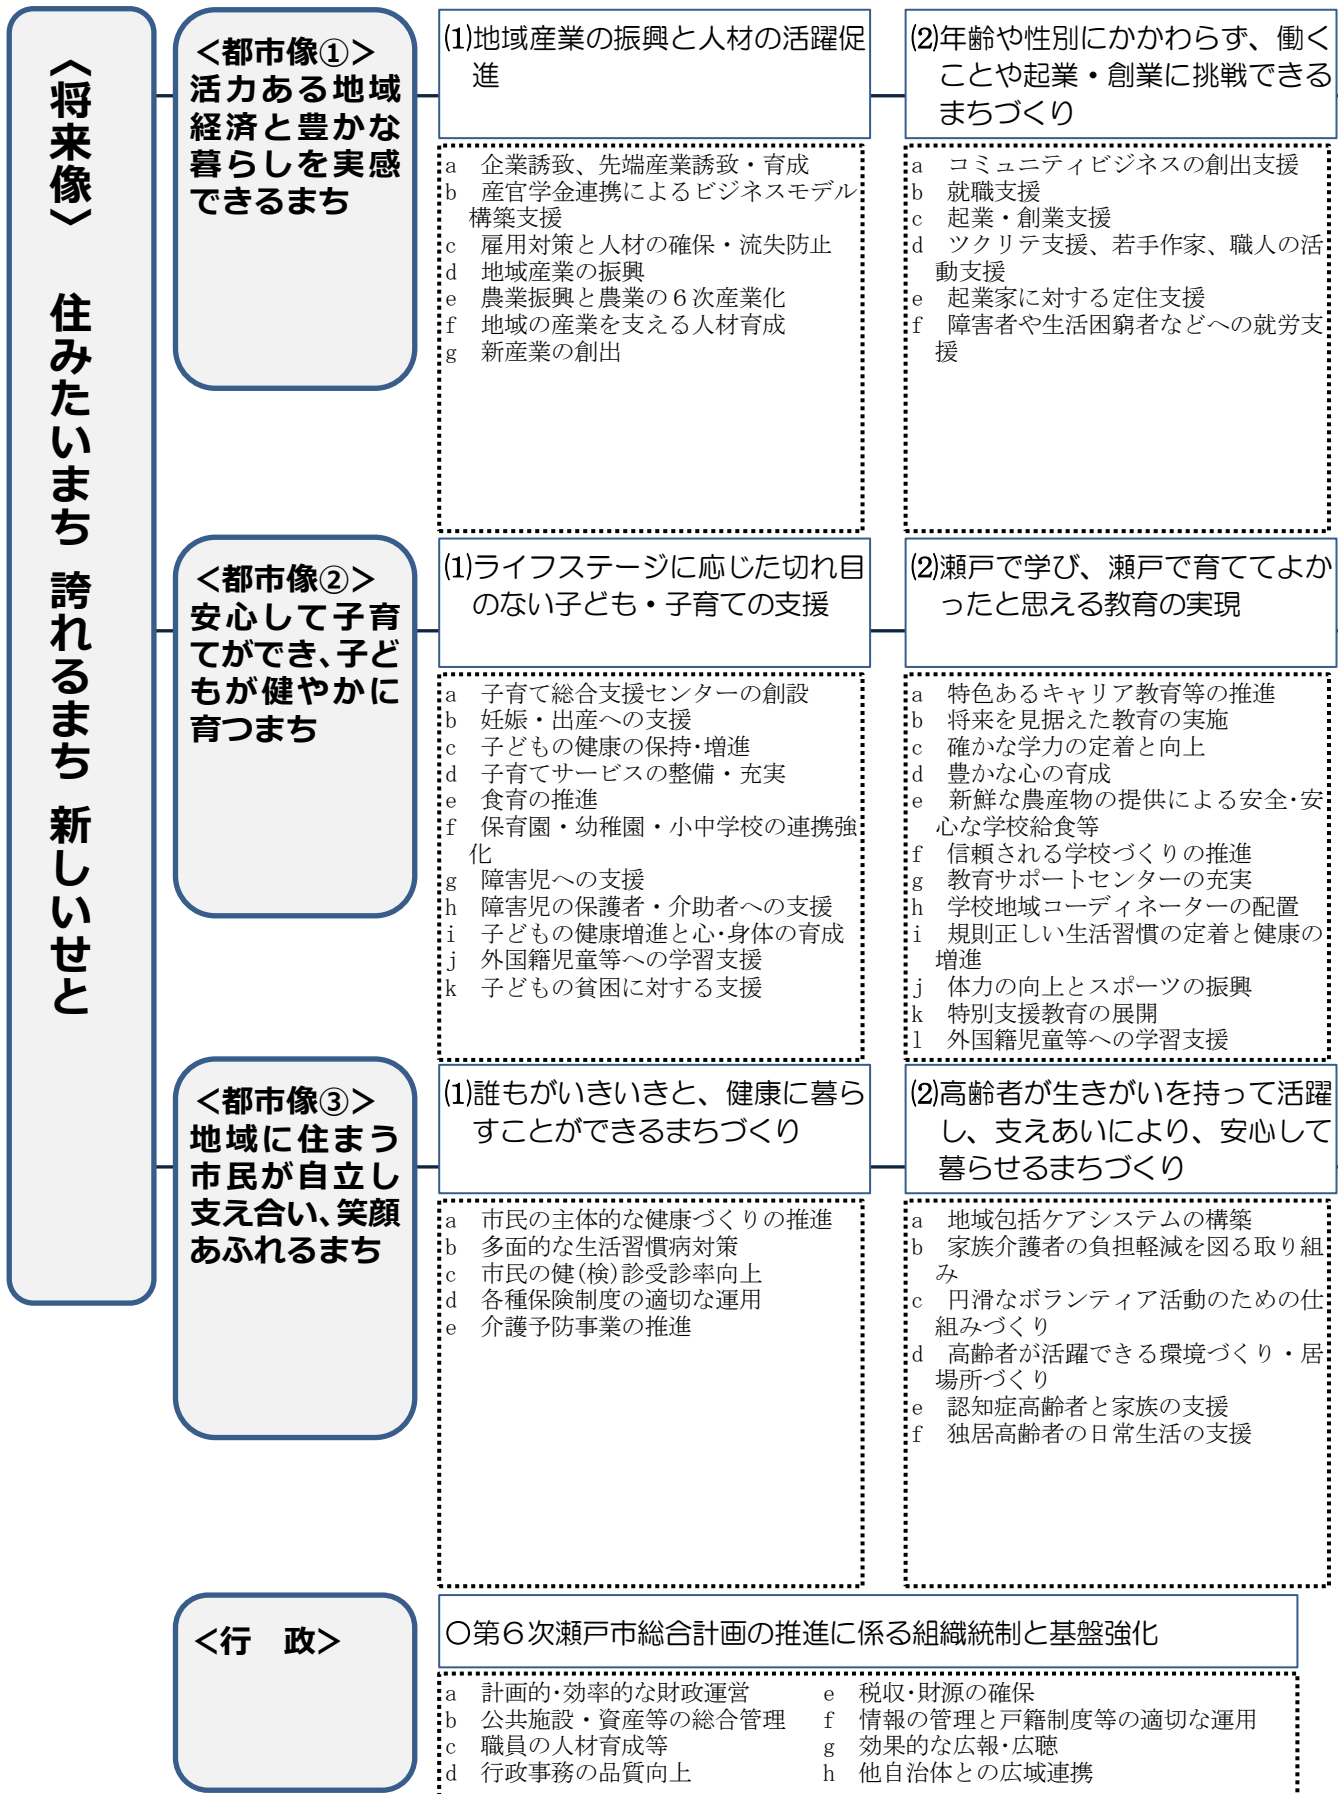 〈将来像〉 住みたいまち 誇れるまち 新しいせと
<都市像①>
活力ある地域
経済と豊かな
暮らしを実感
できるまち
⑴地域産業の振興と人材の活躍促
進
a 企業誘致、先端産業誘致・育成
b 産官学金連携によるビジネスモデル
構築支援
c 雇用対策と人材の確保・流失防止
d 地域産業の振興
e 農業振興と農業の6次産業化
f 地域の産業を支える人材育成
g 新産業の創出
⑵年齢や性別にかかわらず、働く
ことや起業・創業に挑戦できる
まちづくり
a コミュニティビジネスの創出支援
b 就職支援
c 起業・創業支援
d ツクリテ支援、若手作家、職人の活
動支援
e 起業家に対する定住支援
f 障害者や生活困窮者などへの就労支
援
<都市像②>
安心して子育
てができ、子ど
もが健やかに
育つまち
⑴ライフステージに応じた切れ目
のない子ども・子育ての支援
a 子育て総合支援センターの創設
b 妊娠・出産への支援
c 子どもの健康の保持・増進
d 子育てサービスの整備・充実
e 食育の推進
f 保育園・幼稚園・小中学校の連携強
化
g 障害児への支援
h 障害児の保護者・介助者への支援
i 子どもの健康増進と心・身体の育成
j 外国籍児童等への学習支援
k 子どもの貧困に対する支援
⑵瀬戸で学び、瀬戸で育ててよか
ったと思える教育の実現
a 特色あるキャリア教育等の推進
b 将来を見据えた教育の実施
c 確かな学力の定着と向上
d 豊かな心の育成
e 新鮮な農産物の提供による安全・安
心な学校給食等
f 信頼される学校づくりの推進
g 教育サポートセンターの充実
h 学校地域コーディネーターの配置
i 規則正しい生活習慣の定着と健康の
増進
j 体力の向上とスポーツの振興
k 特別支援教育の展開
l 外国籍児童等への学習支援
<都市像③>
地域に住まう
市民が自立し
支え合い、笑顔
あふれるまち
⑴誰もがいきいきと、健康に暮ら
すことができるまちづくり
a 市民の主体的な健康づくりの推進
b 多面的な生活習慣病対策
c 市民の健(検)診受診率向上
d 各種保険制度の適切な運用
e 介護予防事業の推進
⑵高齢者が生きがいを持って活躍
し、支えあいにより、安心して
暮らせるまちづくり
a 地域包括ケアシステムの構築
b 家族介護者の負担軽減を図る取り組
み
c 円滑なボランティア活動のための仕
組みづくり
d 高齢者が活躍できる環境づくり・居
場所づくり
e 認知症高齢者と家族の支援
f 独居高齢者の日常生活の支援
<行 政>
○第6次瀬戸市総合計画の推進に係る組織統制と基盤強化
a 計画的・効率的な財政運営
b 公共施設・資産等の総合管理
c 職員の人材育成等
d 行政事務の品質向上
e 税収・財源の確保
f 情報の管理と戸籍制度等の適切な運用
g 効果的な広報・広聴
h 他自治体との広域連携